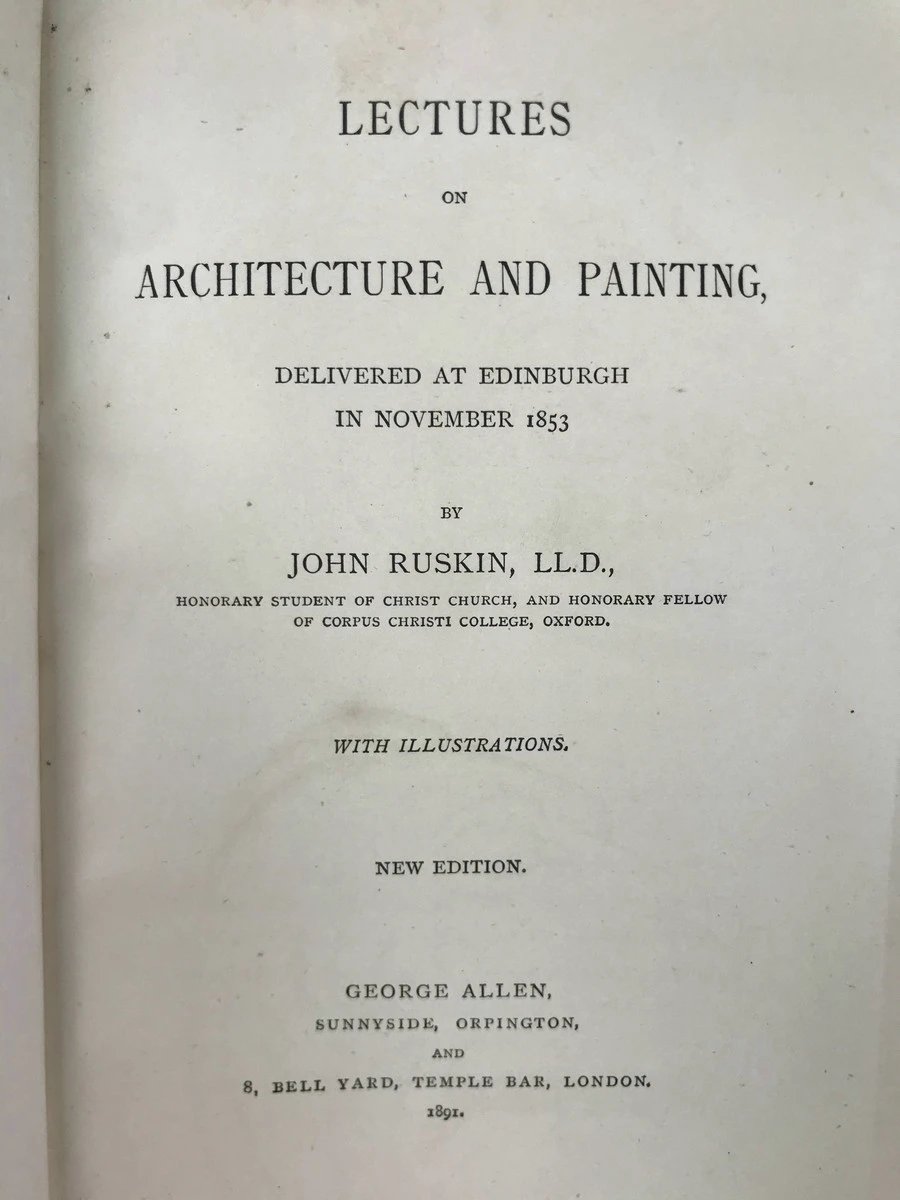 LECTURES
ON
ARCHITECTURE AND PAINTING,
DELIVERED AT EDINBURGH
IN NOVEMBER 1853
BY
JOHN RUSKIN, LL.D.,
HONORARY STUDENT OF CHRIST CHURCH, AND HONORARY FELLOW
OF CORPUS CHRISTI COLLEGE, OXFORD.
WITH ILLUSTRATIONS.
NEW EDITION.
GEORGE ALLEN,
SUNNYSIDE, ORPINGTON,
AND
8, BELL YARD, TEMPLE BAR, LONDON.
1891.